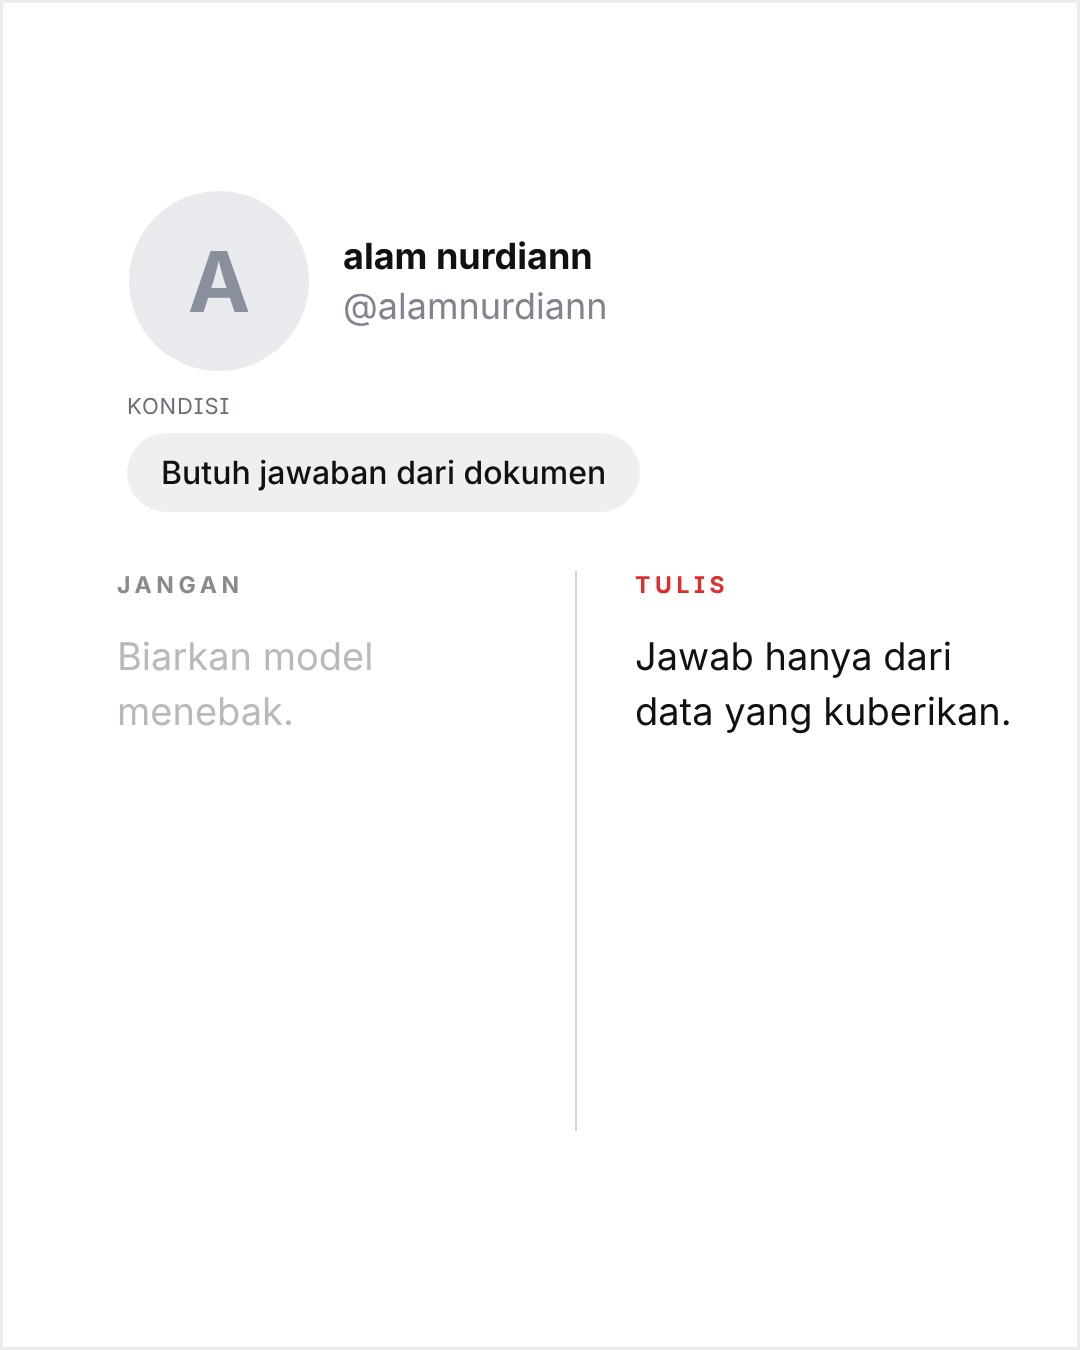 A
alam nurdiann
@alamnurdiann
KONDISI
Butuh jawaban dari dokumen
JANGAN
Biarkan model
menebak.
TULIS
Jawab hanya dari
data yang kuberikan.